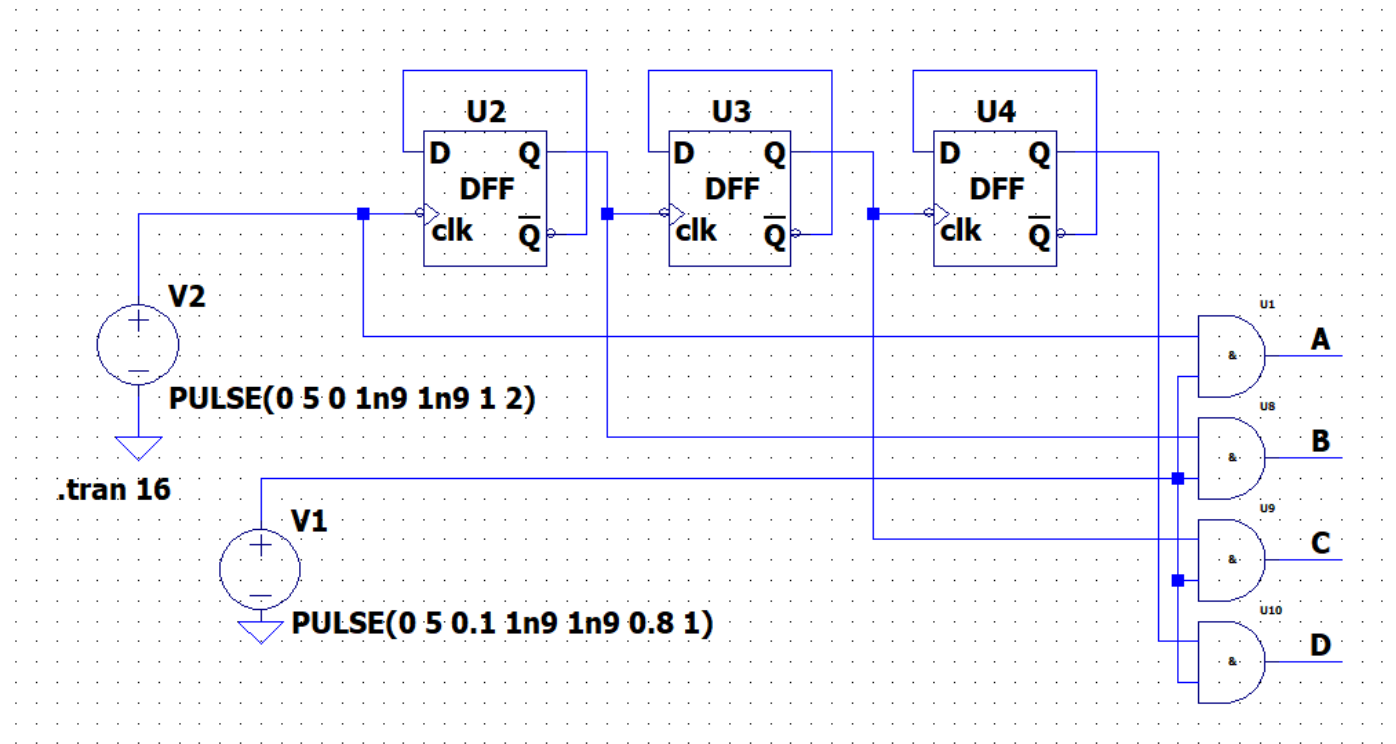 U2 U3 U4
D Q D Q D Q
DFF DFF DFF
clk Q clk Q clk Q
V2
PULSE(0 5 0 1n9 1n9 1 2)
.tran 16
V1
PULSE(0 5 0.1 1n9 1n9 0.8 1)
U1
& A
U8
& B
U9
& C
U10
& D